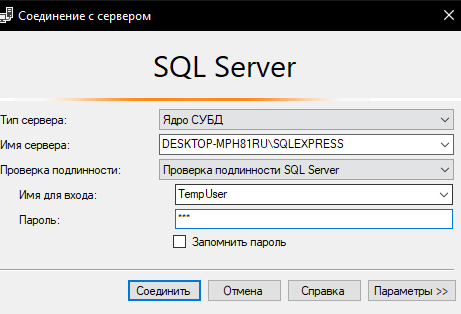 Соединение с сервером
SQL Server
Тип сервера: Ядро СУБД
Имя сервера: DESKTOP-MPH81RU\SQLEXPRESS
Проверка подлинности: Проверка подлинности SQL Server
Имя для входа: TempUser
Пароль: ***
Запомнить пароль
Соединить Отмена Справка Параметры >>